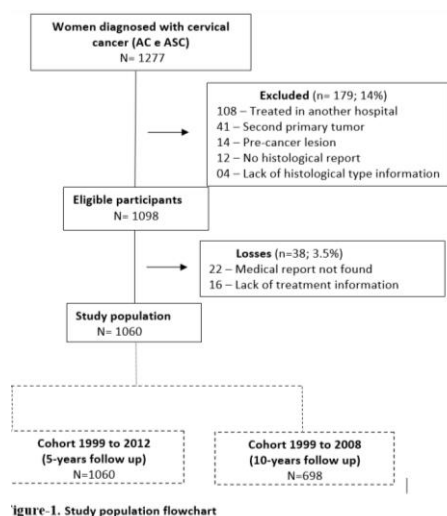 Women diagnosed with cervical
cancer (AC e ASC)
N= 1277
Excluded (n= 179; 14%)
108 – Treated in another hospital
41 – Second primary tumor
14 – Pre-cancer lesion
12 – No histological report
04 – Lack of histological type information
Eligible participants
N= 1098
Losses (n=38; 3.5%)
22 – Medical report not found
16 – Lack of treatment information
Study population
N= 1060
Cohort 1999 to 2012
(5-years follow up)
N=1060
Cohort 1999 to 2008
(10-years follow up)
N=698
igure-1. Study population flowchart